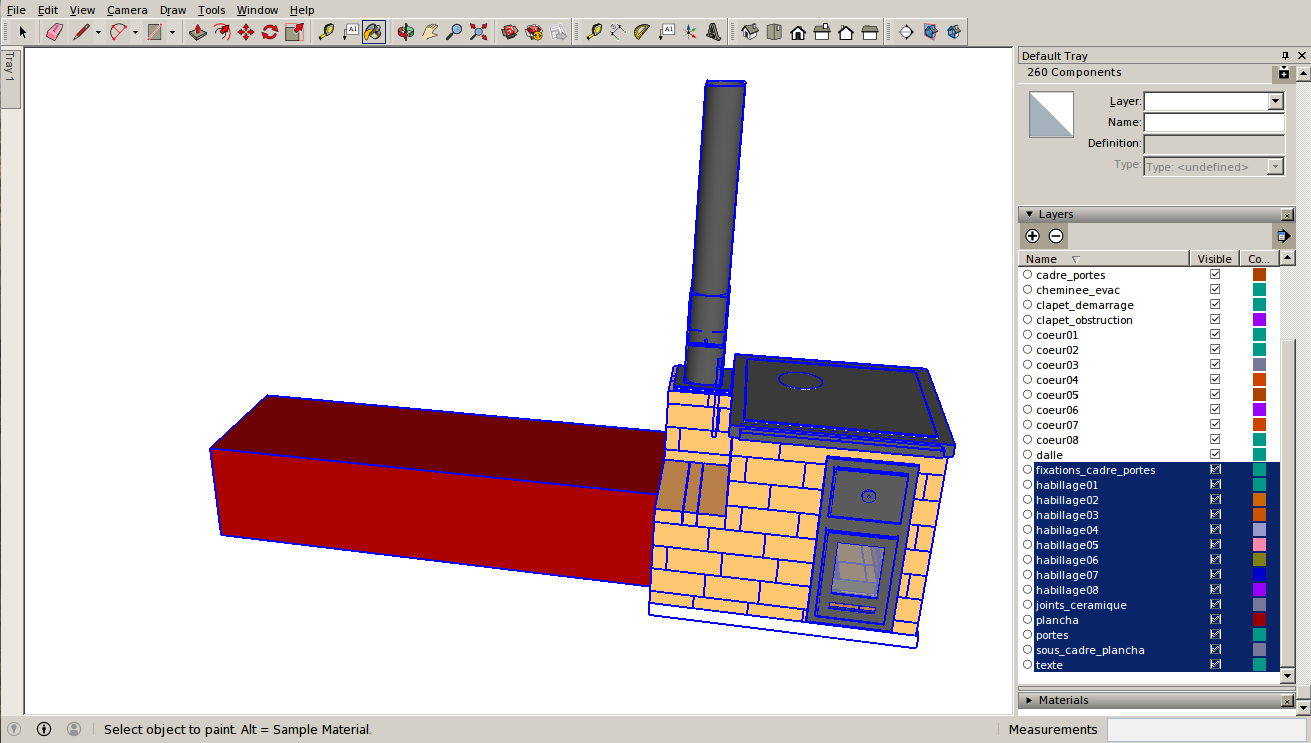 File Edit View Camera Draw Tools Window Help
Tray 1
Default Tray
260 Components
Layer:
Name:
Definition:
Type: Type: <undefined>
Layers
Name Visible Co...
cadre_portes
cheminee_evac
clapet_demarrage
clapet_obstruction
coeur01
coeur02
coeur03
coeur04
coeur05
coeur06
coeur07
coeur08
dalle
fixations_cadre_portes
habillage01
habillage02
habillage03
habillage04
habillage05
habillage06
habillage07
habillage08
joints_ceramique
plancha
portes
sous_cadre_plancha
texte
Materials
Select object to paint. Alt = Sample Material.
Measurements